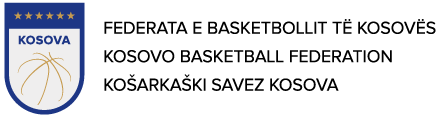 KOSOVA
FEDERATA E BASKETBOLLIT TË KOSOVËS
KOSOVO BASKETBALL FEDERATION
KOŠARKAŠKI SAVEZ KOSOVA